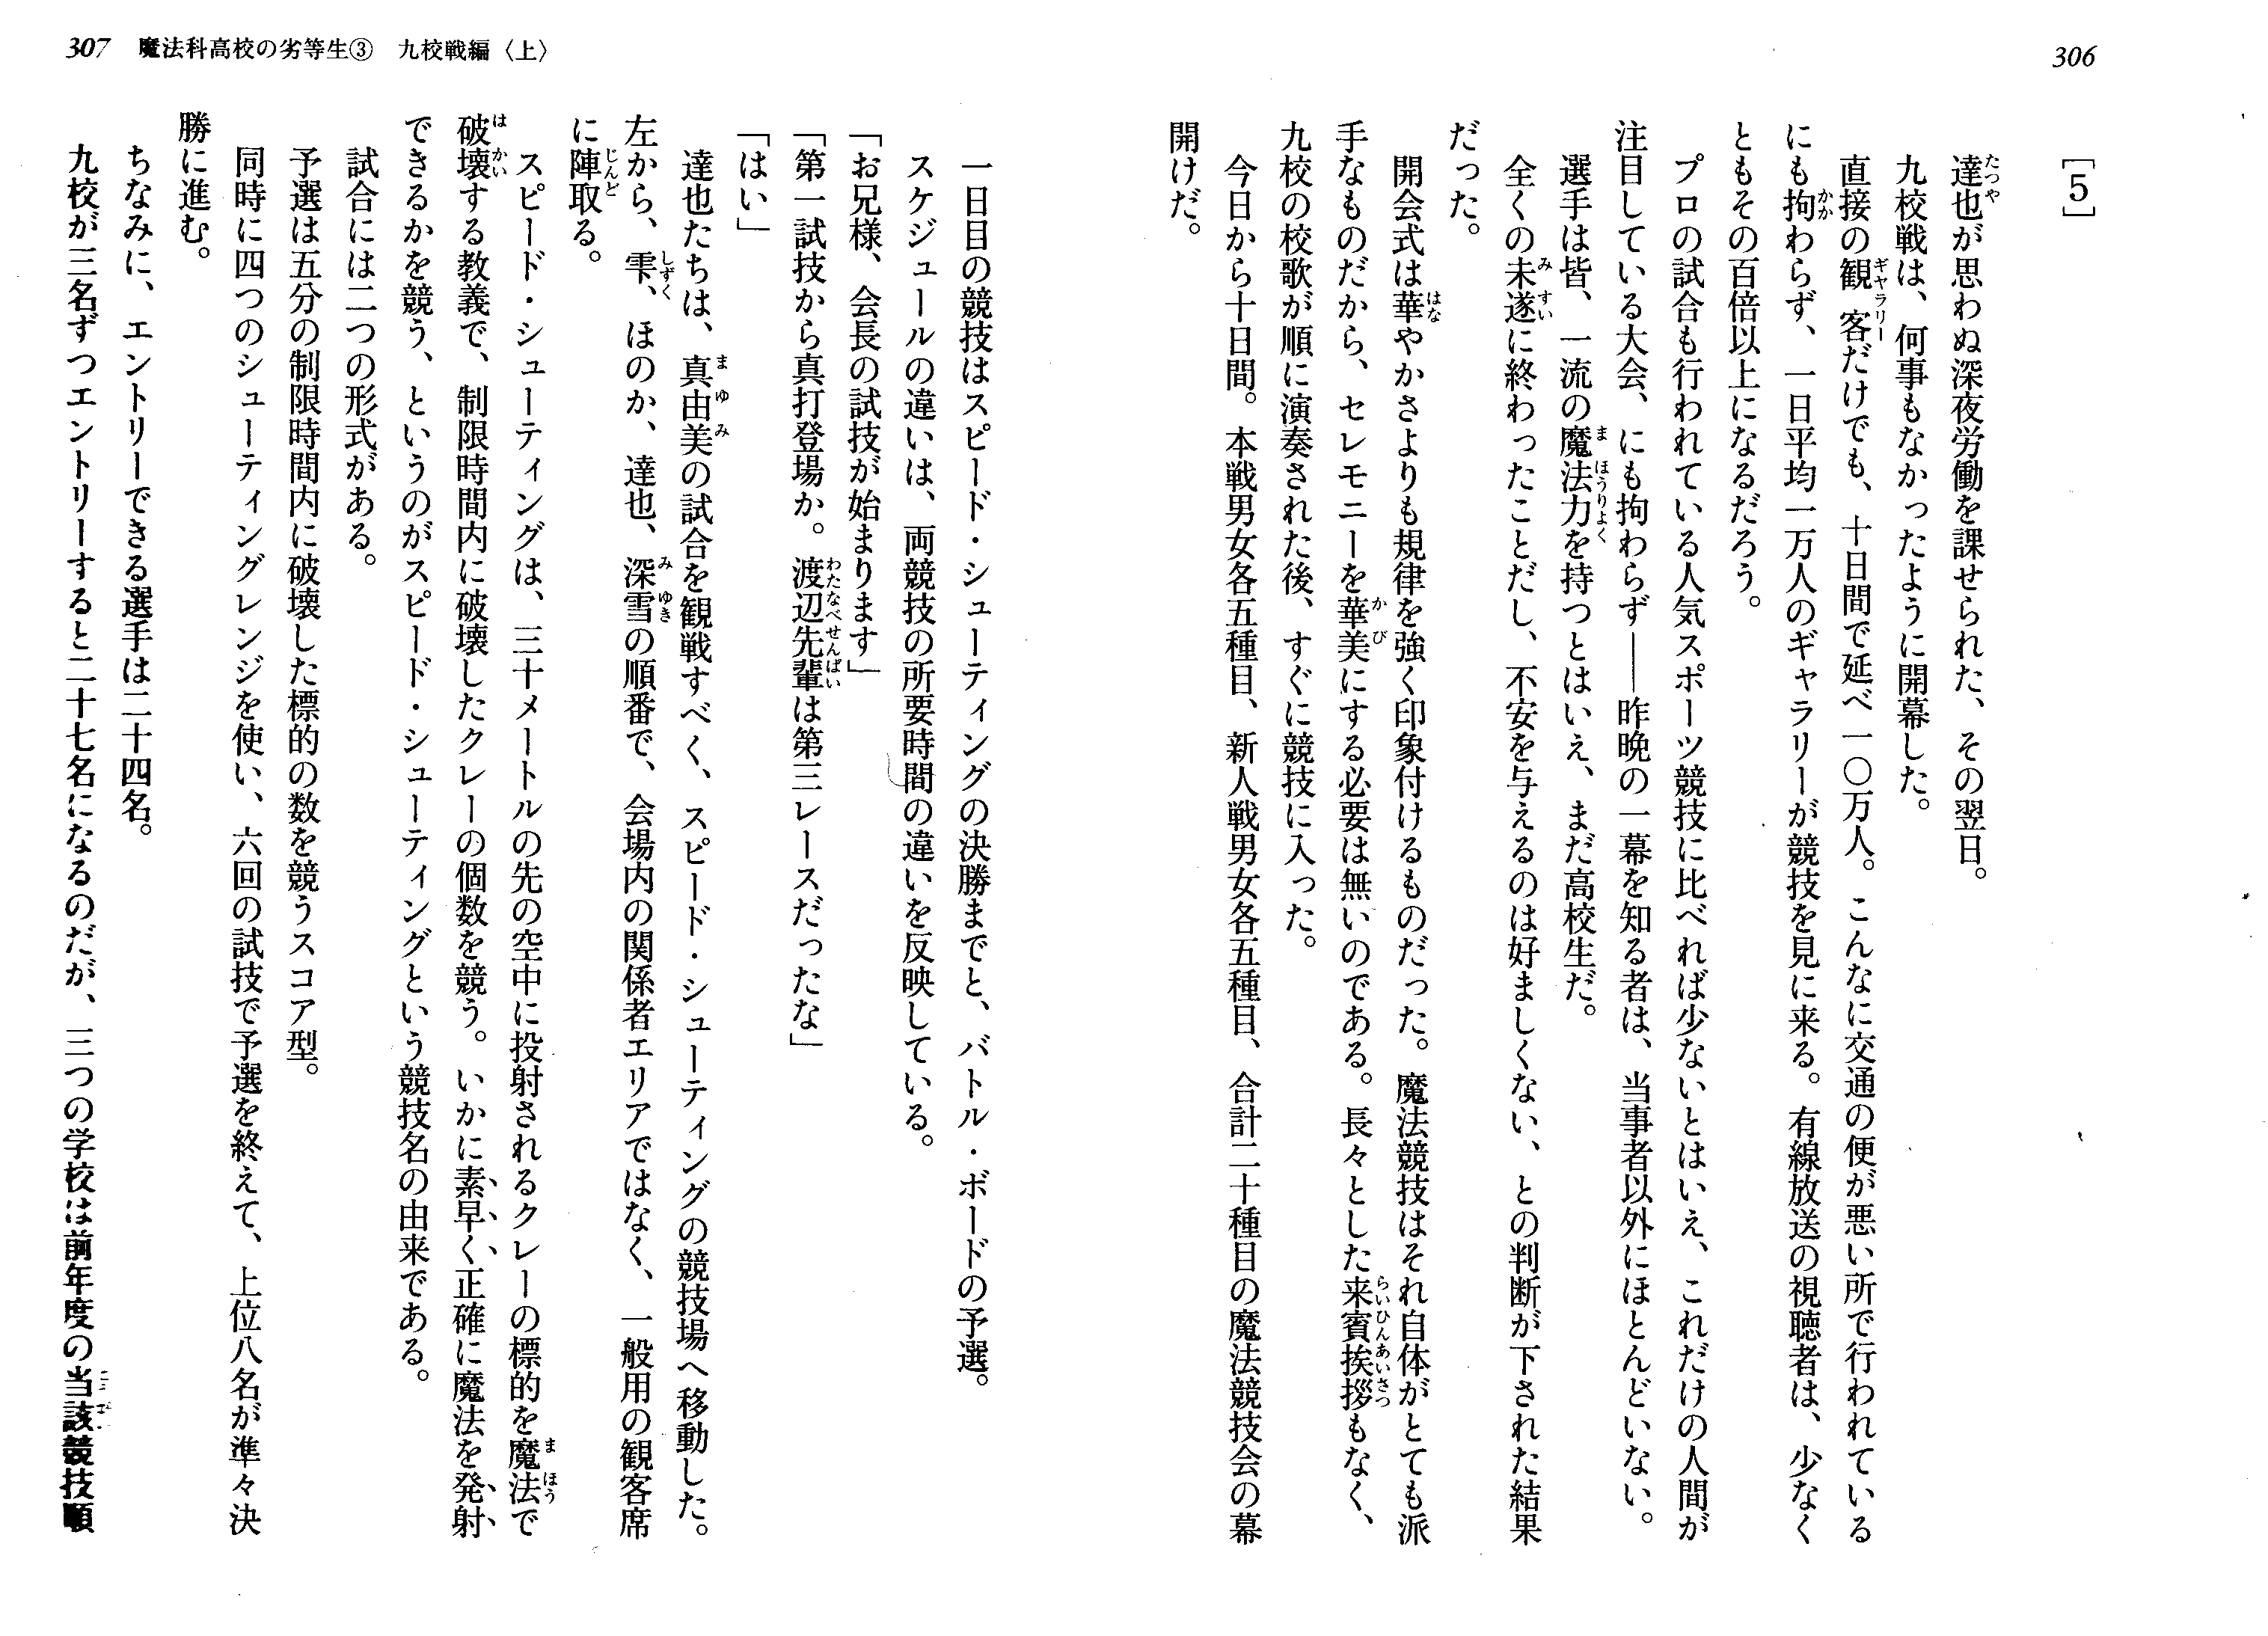 306
[5]
達也が思わぬ深夜労働を課せられた、その翌日。
九校戦は、何事もなかったように開幕した。
直接の観客だけでも、十日間で延べ一〇万人。こんなに交通の便が悪い所で行われている
にも拘わらず、一日平均一万人のギャラリーが競技を見に来る。有線放送の視聴者は、少なく
ともその百倍以上になるだろう。
プロの試合も行われている人気スポーツ競技に比べれば少ないとはいえ、これだけの人間が
注目している大会、にも拘わらず――昨晩の一幕を知る者は、当事者以外にほとんどいない。
選手は皆、一流の魔法力を持つとはいえ、まだ高校生だ。
全くの未遂に終わったことだし、不安を与えるのは好ましくない、との判断が下された結果
だった。
開会式は華やかさよりも規律を強く印象付けるものだった。魔法競技はそれ自体がとても派
手なものだから、セレモニーを華美にする必要は無いのである。長々とした来賓挨拶もなく、
九校の校歌が順に演奏された後、すぐに競技に入った。
今日から十日間。本戦男女各五種目、新人戦男女各五種目、合計二十種目の魔法競技会の幕
開けだ。
307 魔法科高校の劣等生③ 九校戦編〈上〉
一日目の競技はスピード・シューティングの決勝までと、バトル・ボードの予選。
スケジュールの違いは、両競技の所要時間の違いを反映している。
「お兄様、会長の試技が始まります」
「第一試技から真打登場か。渡辺先輩は第三レースだったな」
「はい」
達也たちは、真由美の試合を観戦すべく、スピード・シューティングの競技場へ移動した。
左から、雫、ほのか、達也、深雪の順番で、会場内の関係者エリアではなく、一般用の観客席
に陣取る。
スピード・シューティングは、三十メートルの先の空中に投射されるクレーの標的を魔法で
破壊する教義で、制限時間内に破壊したクレーの個数を競う。いかに素早く正確に魔法を発射
できるかを競う、というのがスピード・シューティングという競技名の由来である。
試合には二つの形式がある。
予選は五分の制限時間内に破壊した標的の数を競うスコア型。
同時に四つのシューティングレンジを使い、六回の試技で予選を終えて、上位八名が準々決
勝に進む。
ちなみに、エントリーできる選手は二十四名。
九校が三名ずつエントリーすると二十七名になるのだが、三つの学校は前年度の当該競技順